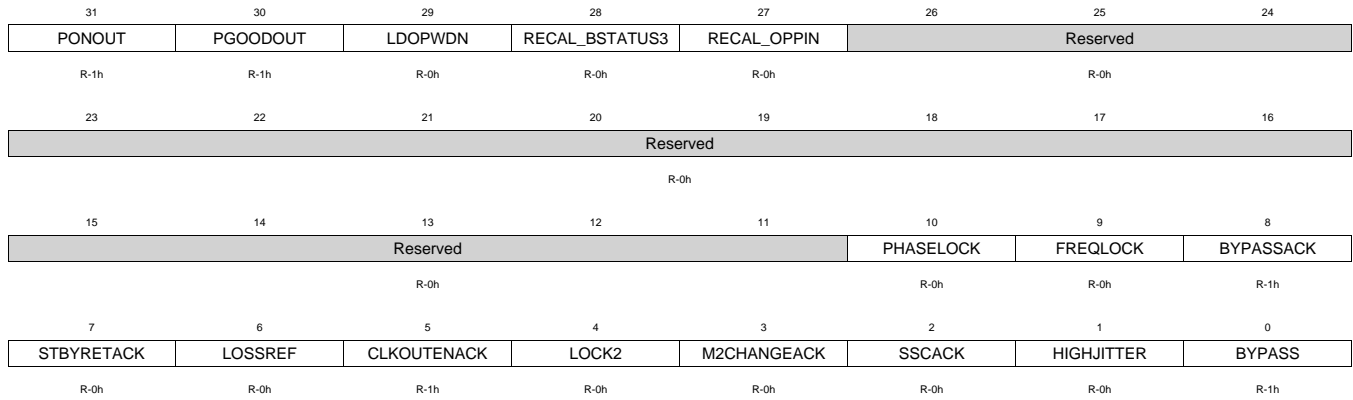 31 30 29 28 27 26 25 24
PONOUT PGOODOUT LDOPWDN RECAL_BSTATUS3 RECAL_OPPIN Reserved
R-1h R-1h R-0h R-0h R-0h R-0h
23 22 21 20 19 18 17 16
Reserved
R-0h
15 14 13 12 11 10 9 8
Reserved PHASELOCK FREQLOCK BYPASSACK
R-0h R-0h R-0h R-1h
7 6 5 4 3 2 1 0
STBYRETACK LOSSREF CLKOUTENACK LOCK2 M2CHANGEACK SSCACK HIGHJITTER BYPASS
R-0h R-0h R-1h R-0h R-0h R-0h R-0h R-1h